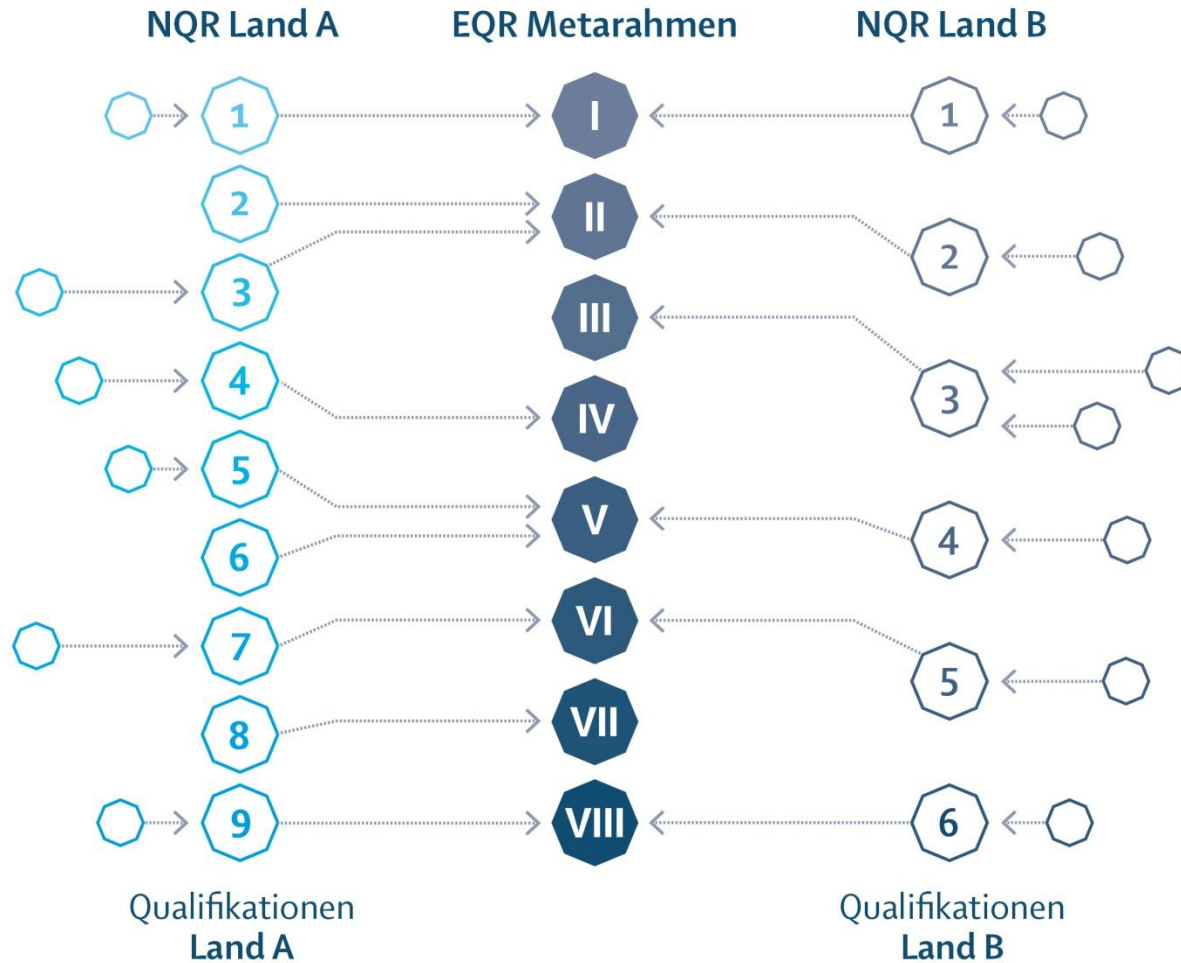 NQR Land A
EQR Metarahmen
NQR Land B
1
I
1
2
II
2
3
III
4
3
IV
5
V
4
6
VI
7
5
VII
8
9
VIII
6
Qualifikationen
Land A
Qualifikationen
Land B